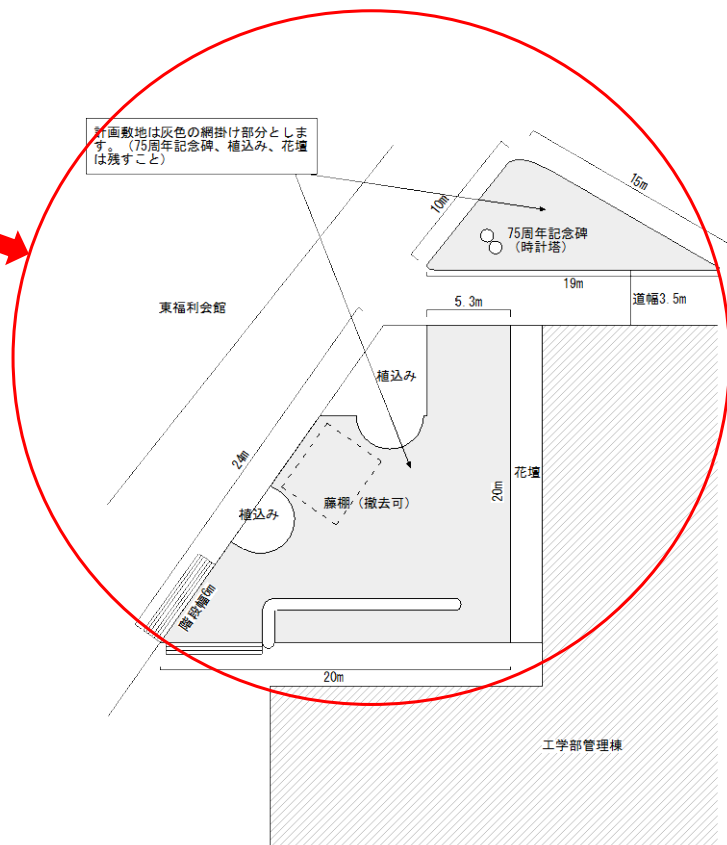 計画敷地は灰色の網掛け部分としま
す。（75周年記念碑、植込み、花壇
は残すこと）
15m
10m
75周年記念碑
（時計塔）
19m
道幅3.5m
5.3m
東福利会館
植込み
24m
花壇
20m
藤棚（撤去可）
植込み
階段幅6m
20m
工学部管理棟